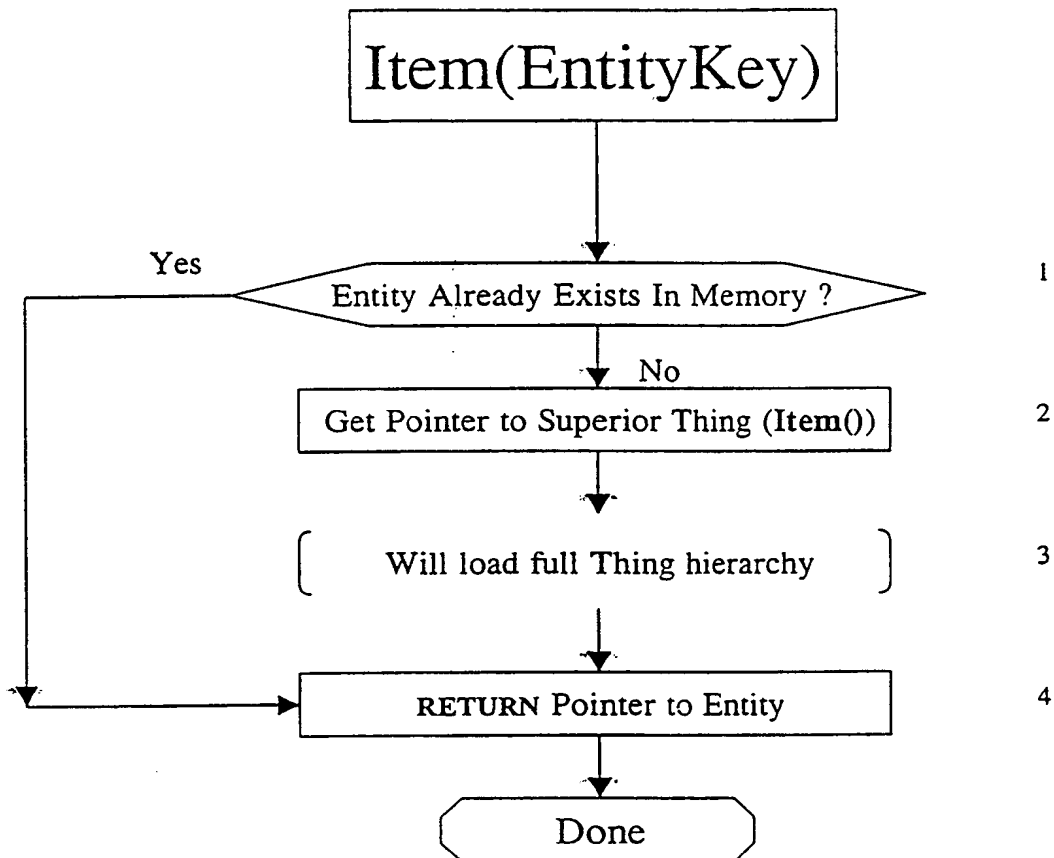 Item(EntityKey)
Yes
Entity Already Exists In Memory ?
1
No
Get Pointer to Superior Thing (Item())
2
Will load full Thing hierarchy
3
RETURN Pointer to Entity
4
Done